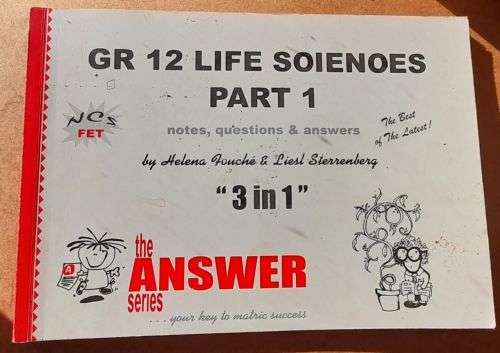 GR 12 LIFE SOIENOES
PART 1
NCS
FET
notes, questions & answers
The Best
of The Latest!
by Helena Fouché & Liesl Sterrenberg
"3 in 1"
A
the
ANSWER
series
...your key to matric success